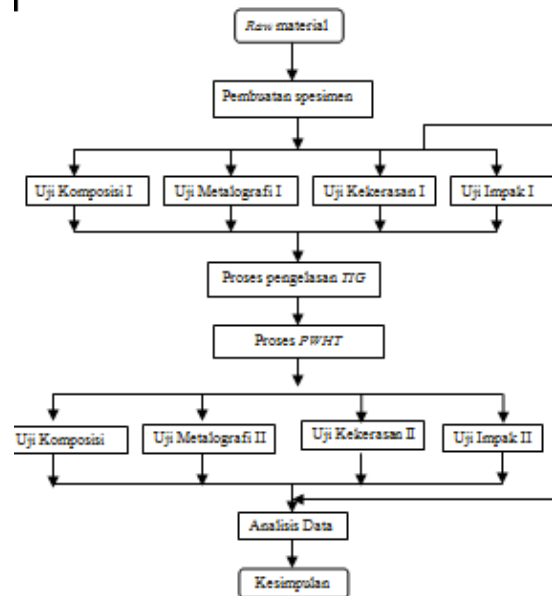 Raw material
Pembuatan spesimen
Uji Komposisi I
Uji Metalografi I
Uji Kekerasan I
Uji Impak I
Proses pengelasan TIG
Proses PWHT
Uji Komposisi
Uji Metalografi II
Uji Kekerasan II
Uji Impak II
Analisis Data
Kesimpulan